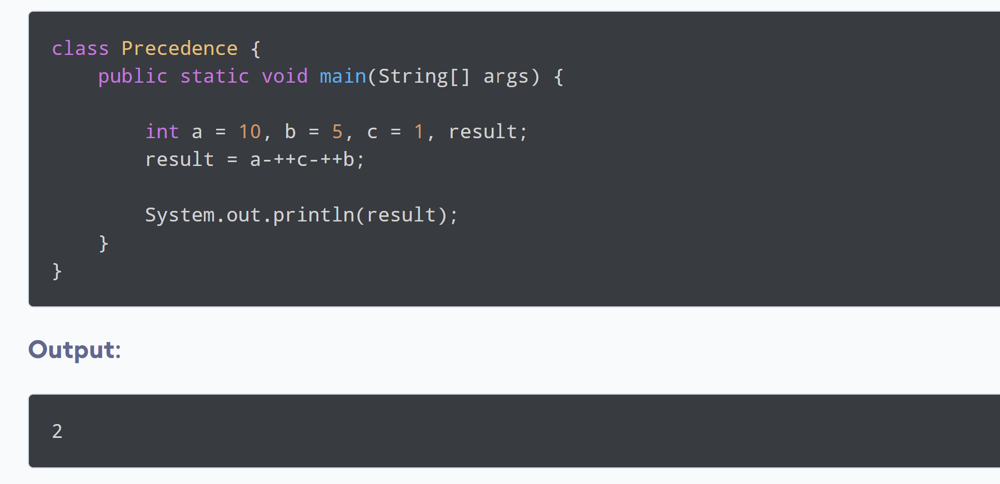 class Precedence {
    public static void main(String[] args) {

        int a = 10, b = 5, c = 1, result;
        result = a-++c-++b;

        System.out.println(result);
    }
}
Output:
2